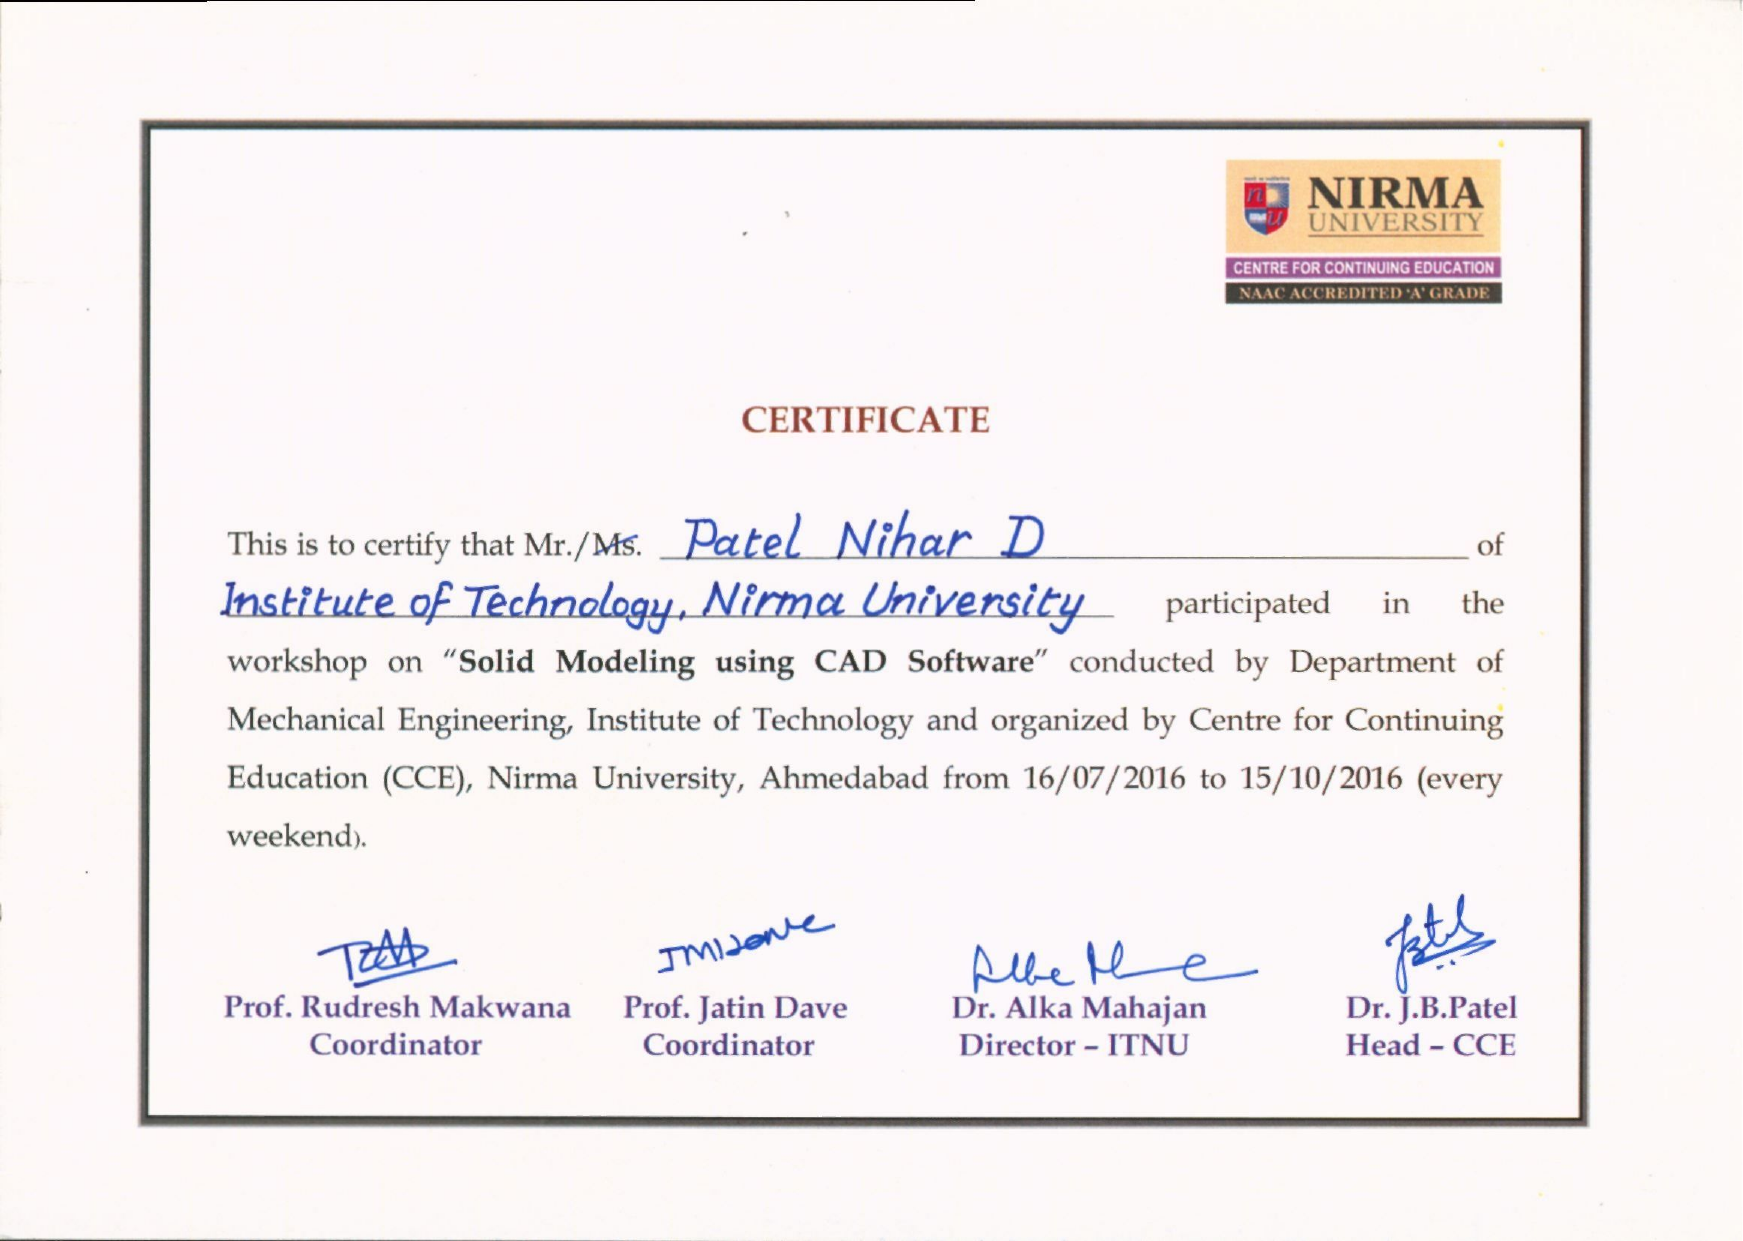 NIRMA
UNIVERSITY
CENTRE FOR CONTINUING EDUCATION
NAAC ACCREDITED 'A' GRADE
CERTIFICATE
This is to certify that Mr./Ms. Patel Nihar D of
Institute of Technology, Nirma University participated in the
workshop on "Solid Modeling using CAD Software" conducted by Department of
Mechanical Engineering, Institute of Technology and organized by Centre for Continuing
Education (CCE), Nirma University, Ahmedabad from 16/07/2016 to 15/10/2016 (every
weekend).
Prof. Rudresh Makwana Prof. Jatin Dave Dr. Alka Mahajan Dr. J.B.Patel
Coordinator Coordinator Director – ITNU Head – CCE